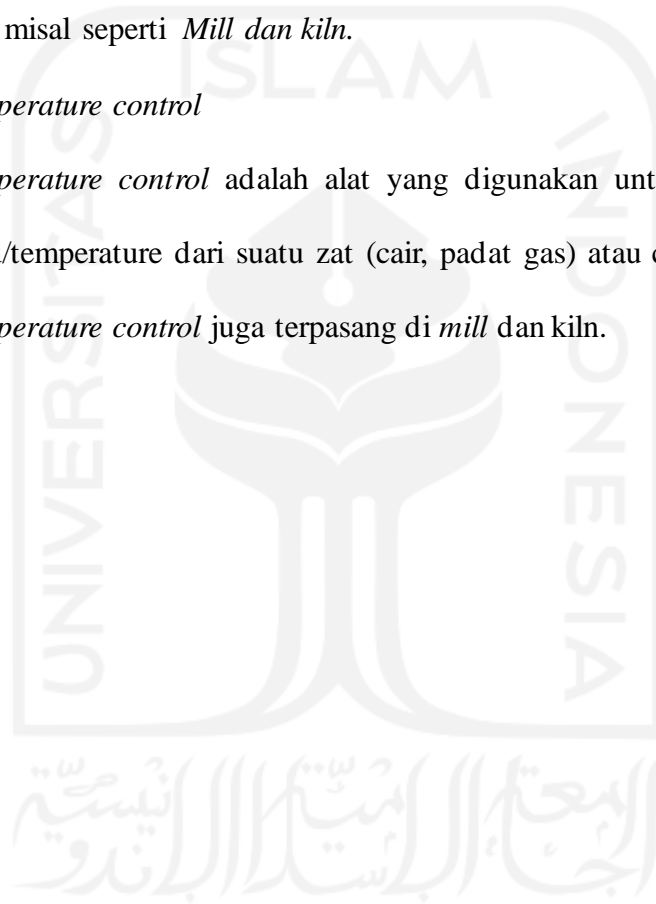 misal seperti Mill dan kiln.
perature control
perature control adalah alat yang digunakan unt
/temperature dari suatu zat (cair, padat gas) atau
perature control juga terpasang di mill dan kiln.
ISLAM
UNIVERSITAS
INDONESIA